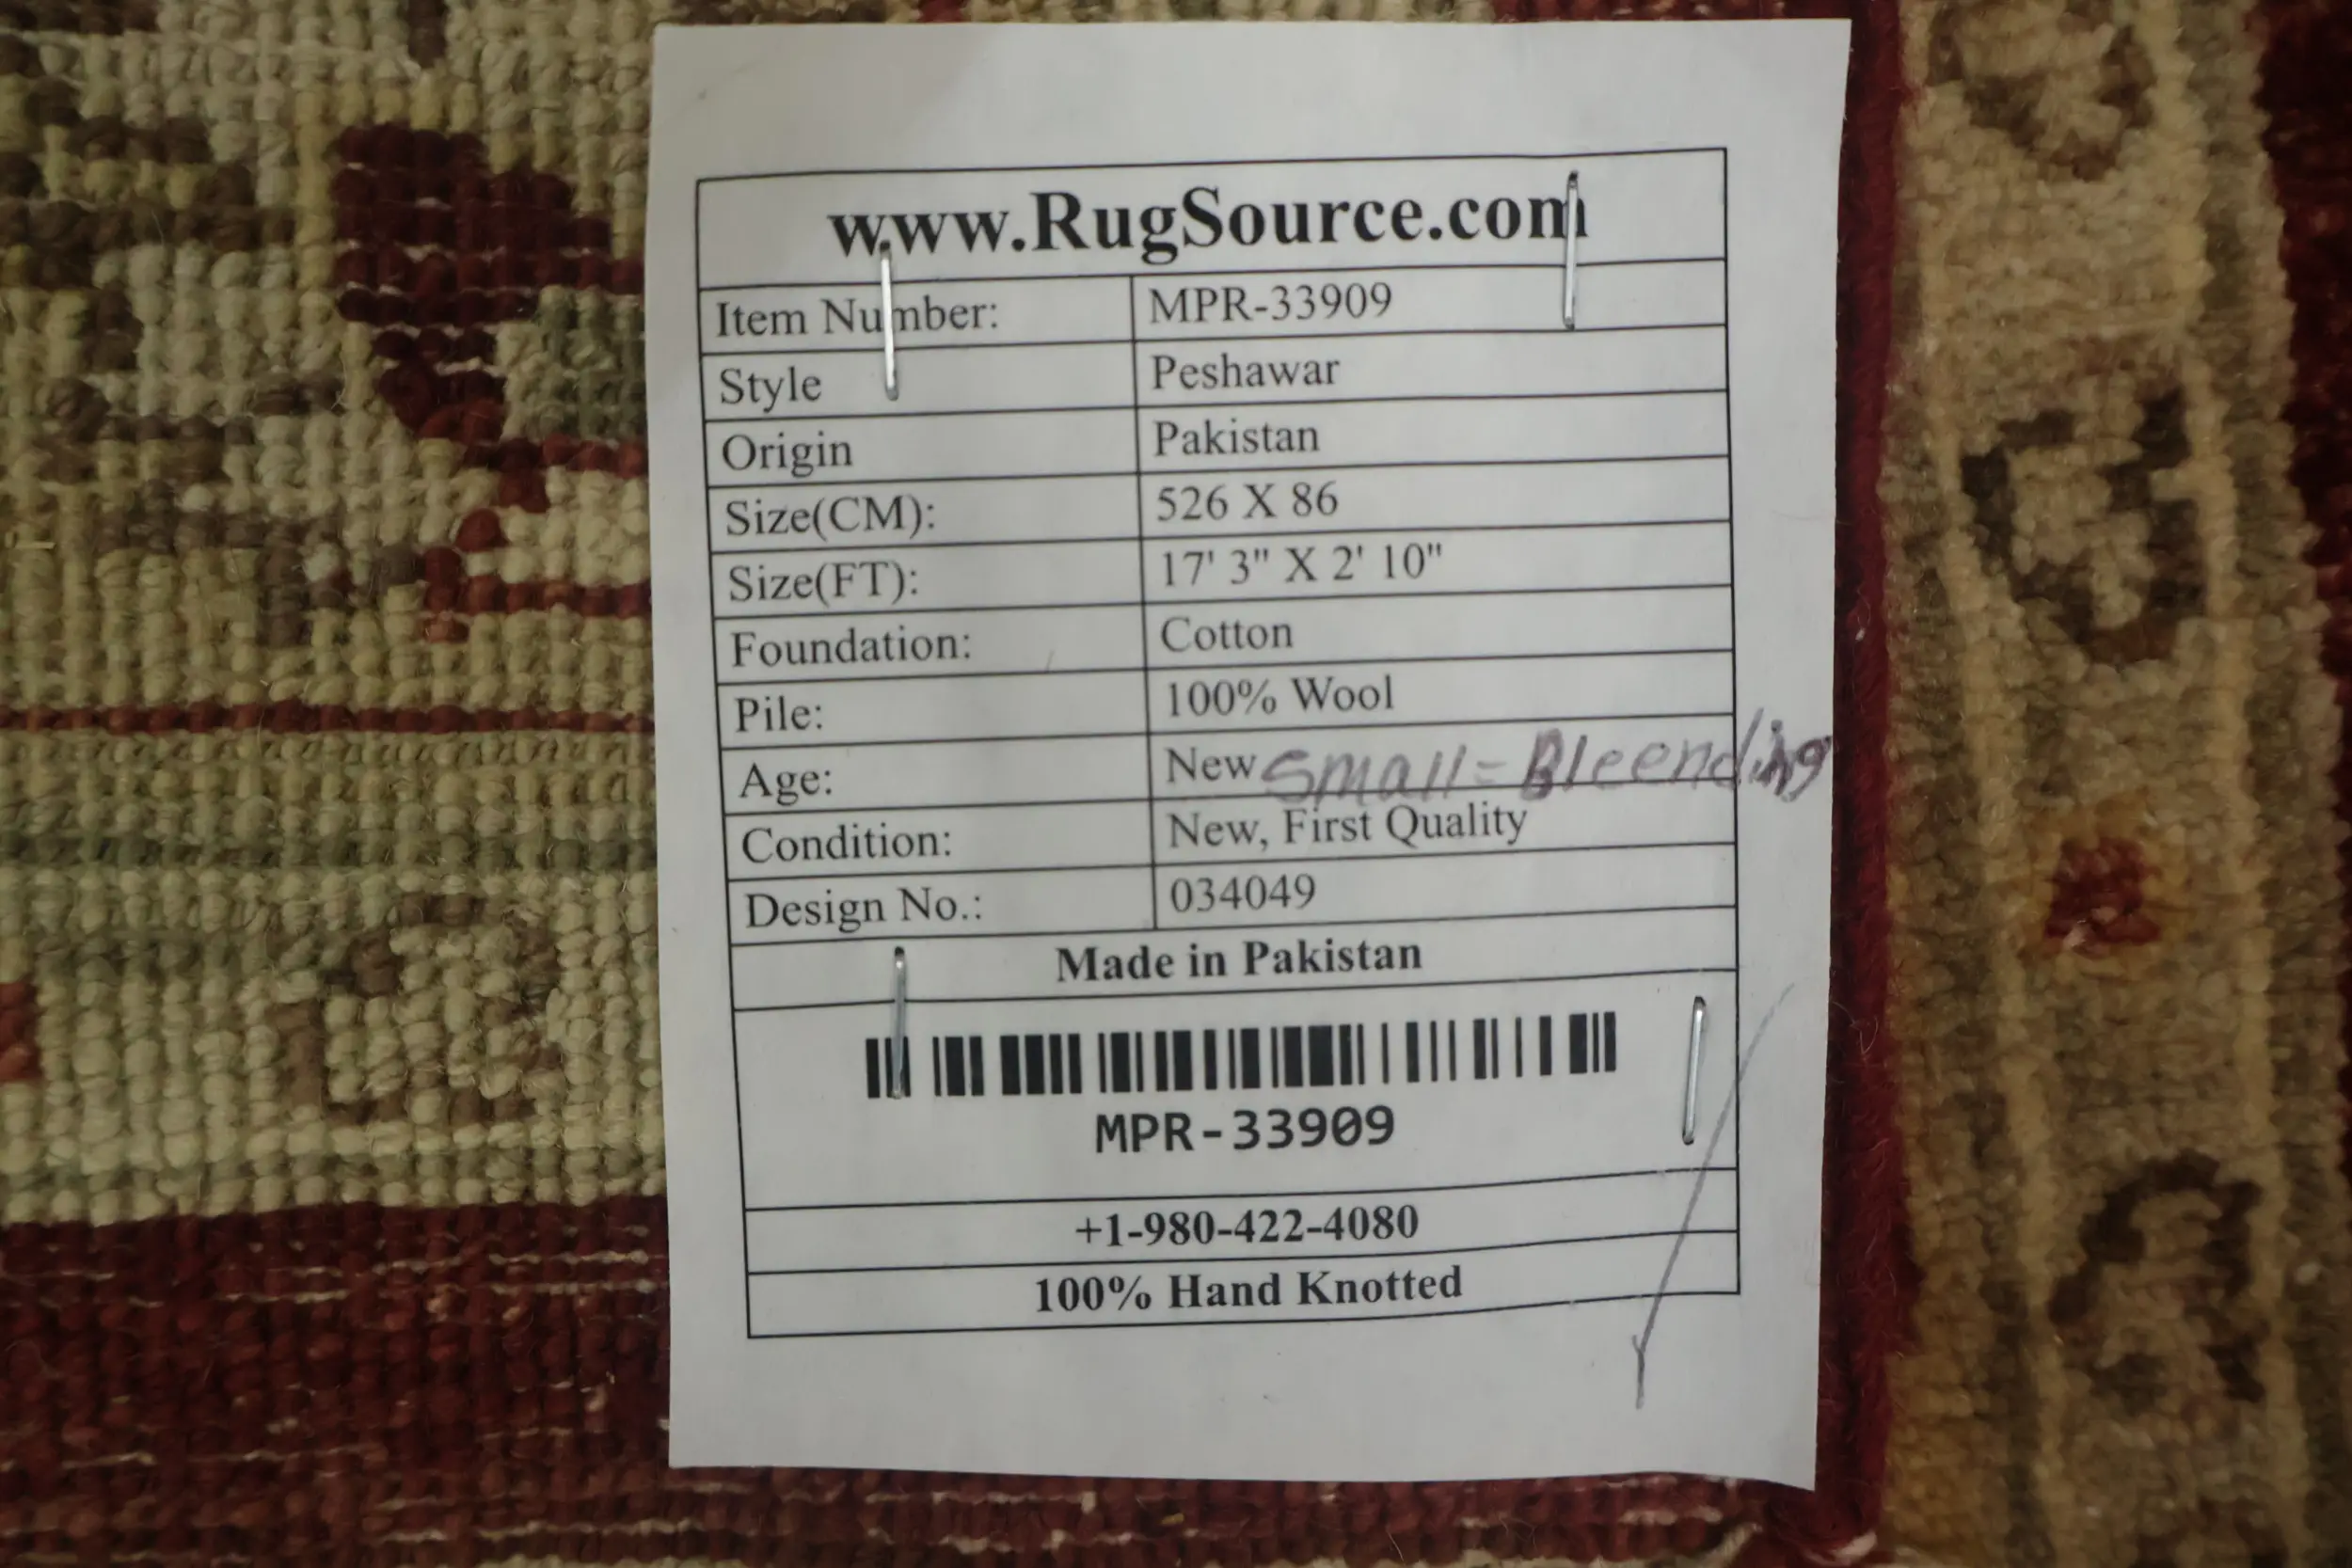 www.RugSource.com
Item Number: MPR-33909
Style Peshawar
Origin Pakistan
Size(CM): 526 X 86
Size(FT): 17' 3" X 2' 10"
Foundation: Cotton
Pile: 100% Wool
Age: New Small=Bleending
Condition: New, First Quality
Design No.: 034049
Made in Pakistan
MPR-33909
+1-980-422-4080
100% Hand Knotted